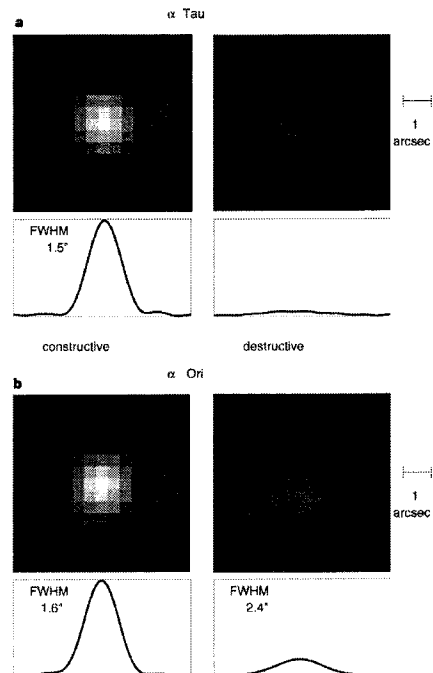 α Tau
a
1
arcsec
FWHM
1.5"
constructive
destructive
α Ori
b
1
arcsec
FWHM
1.6"
FWHM
2.4"